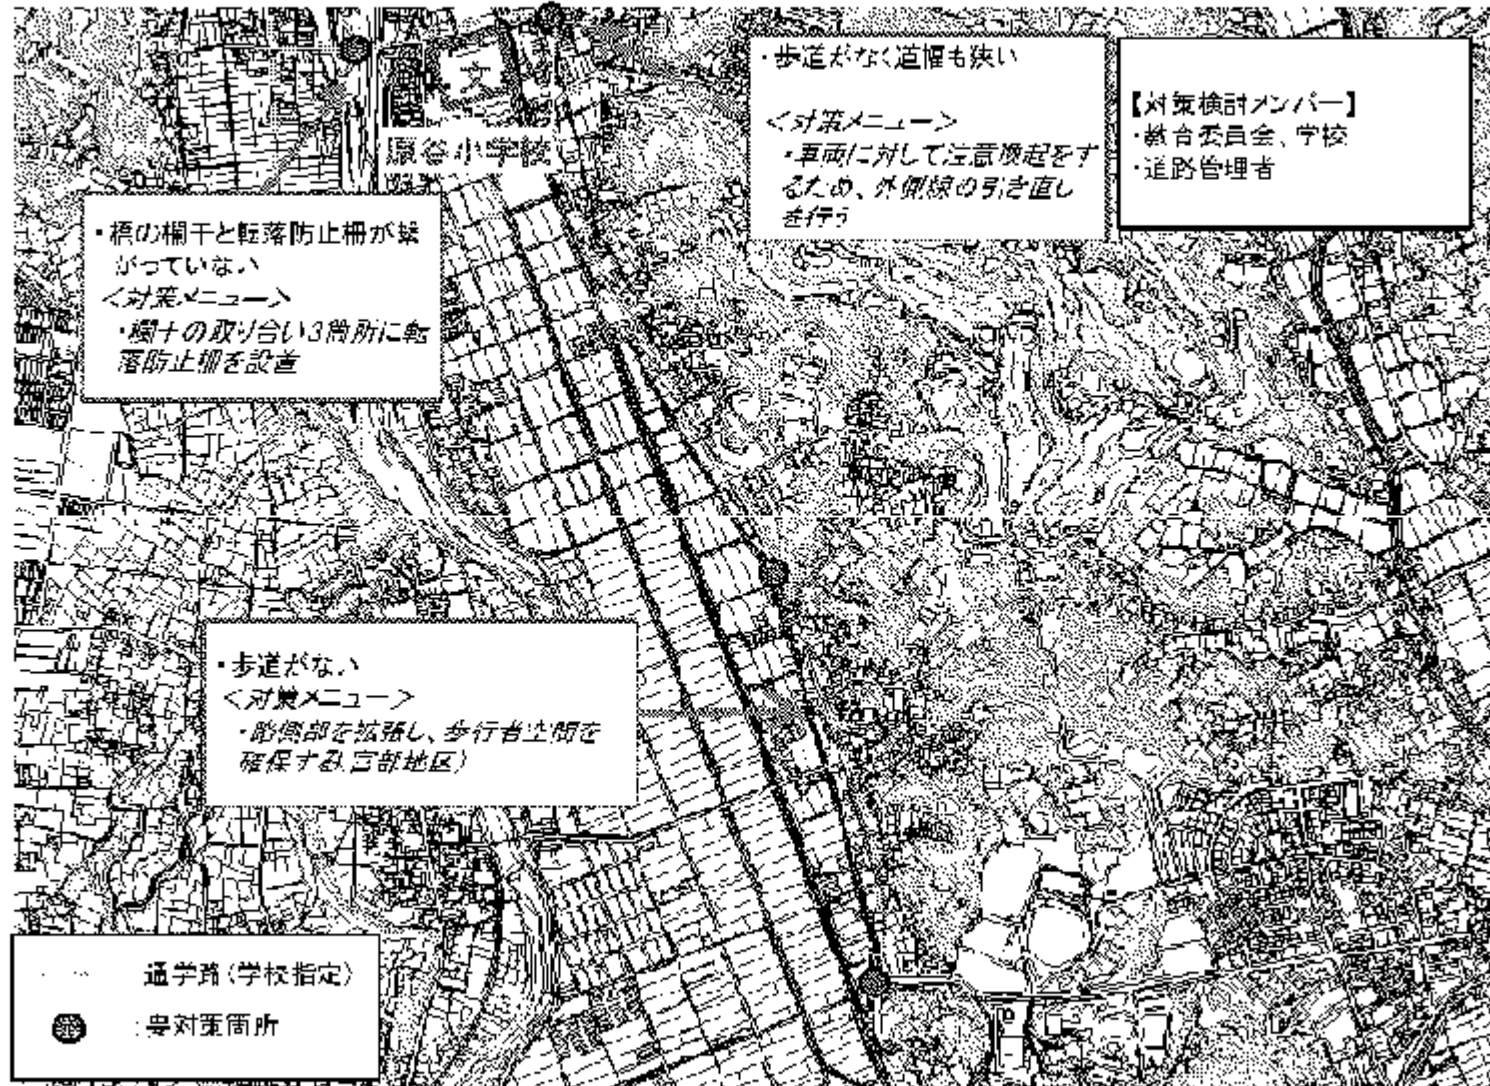 文
原谷小学校
・歩道がなく道幅も狭い
＜対策メニュー＞
・車両に対して注意喚起をす
るため、外側線の引き直し
を行う
【対策検討メンバー】
・教育委員会、学校
・道路管理者
・橋の欄干と転落防止柵が繋
がっていない
＜対策メニュー＞
・欄干の取り合い3箇所に転
落防止柵を設置
・歩道がない
＜対策メニュー＞
・路側部を拡張し、歩行者空間を
確保する
通学路(学校指定)
:要対策箇所